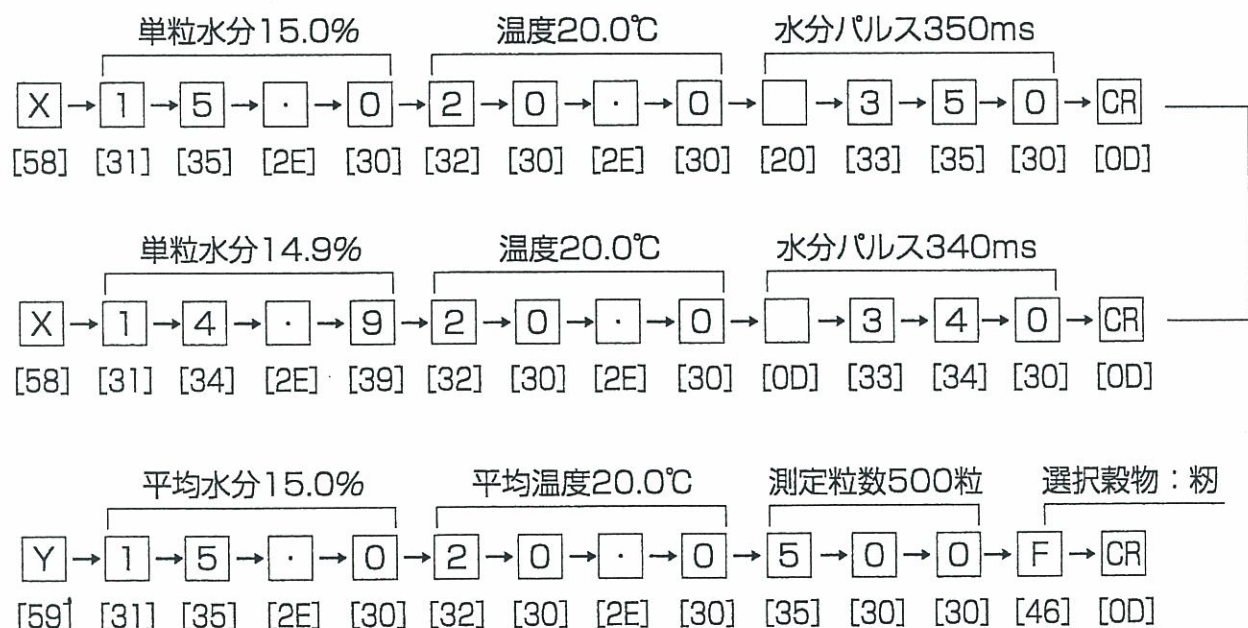 単粒水分15.0% 温度20.0℃ 水分パルス350ms
X→1→5→・→0→2→0→・→0→ →3→5→0→CR
[58] [31] [35] [2E] [30] [32] [30] [2E] [30] [20] [33] [35] [30] [0D]
単粒水分14.9% 温度20.0℃ 水分パルス340ms
X→1→4→・→9→2→0→・→0→ →3→4→0→CR
[58] [31] [34] [2E] [39] [32] [30] [2E] [30] [0D] [33] [34] [30] [0D]
平均水分15.0% 平均温度20.0℃ 測定粒数500粒 選択穀物：籾
Y→1→5→・→0→2→0→・→0→5→0→0→F→CR
[59] [31] [35] [2E] [30] [32] [30] [2E] [30] [35] [30] [30] [46] [0D]